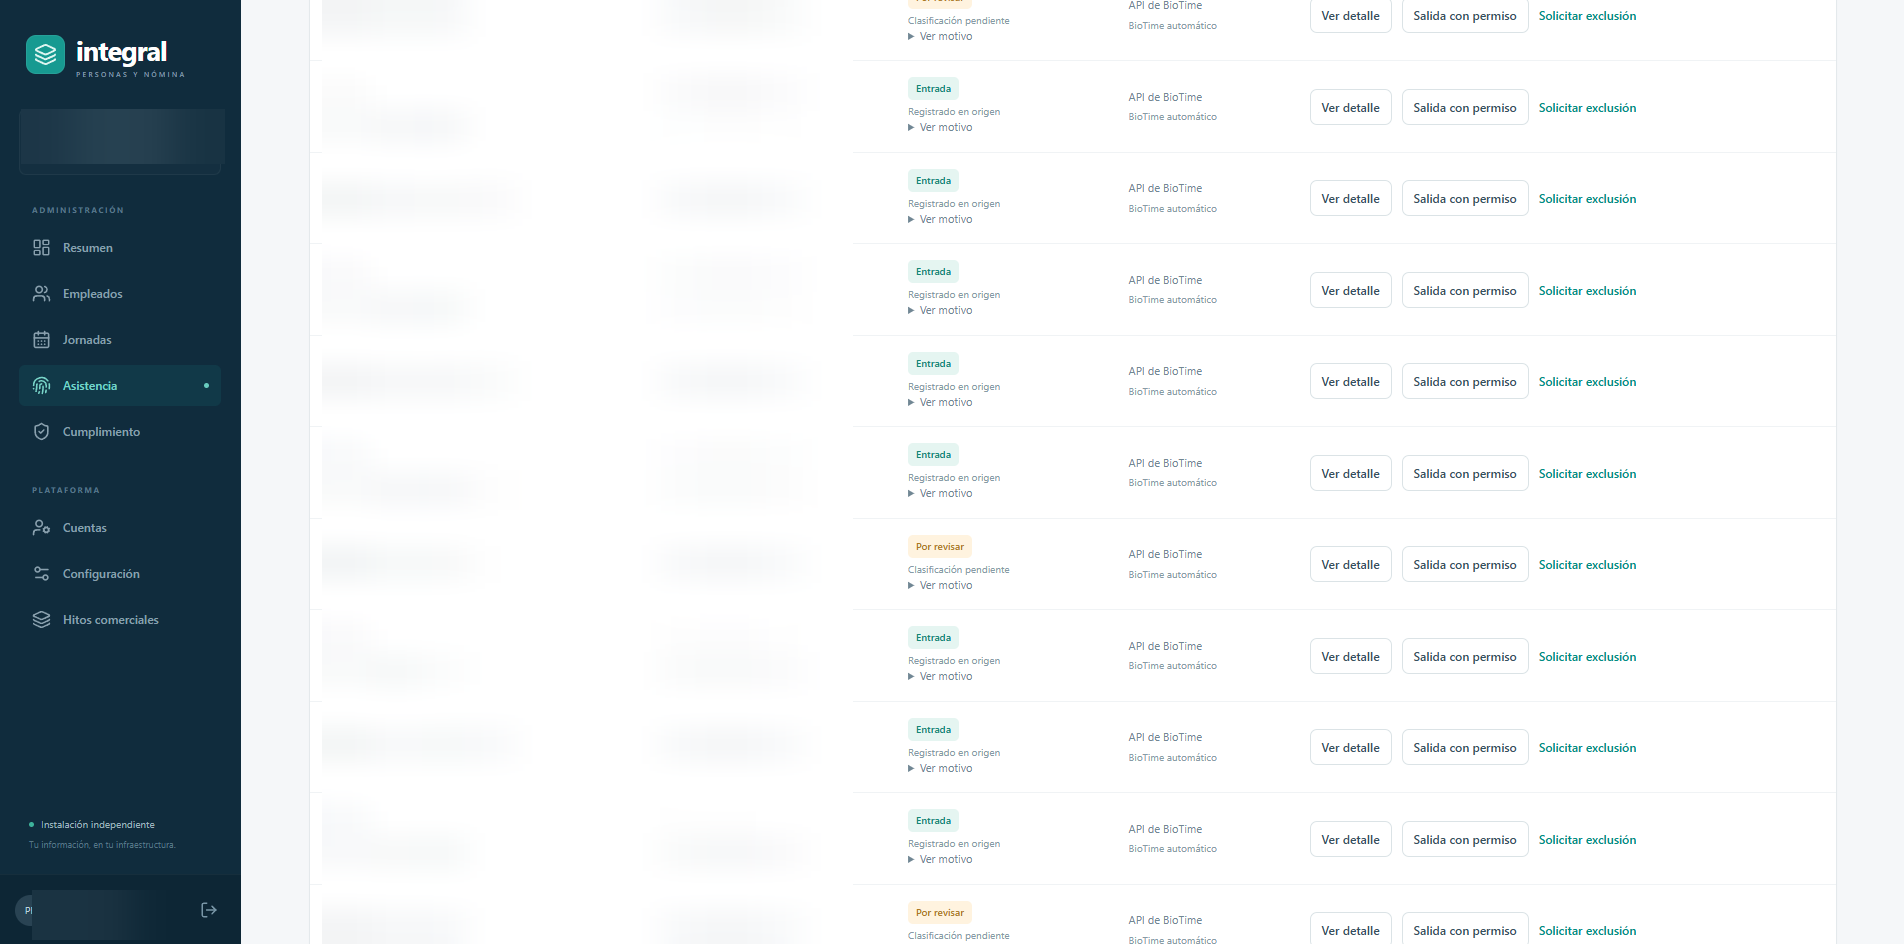 integral
PERSONAS Y NÓMINA
ADMINISTRACIÓN
Resumen
Empleados
Jornadas
Asistencia
Cumplimiento
PLATAFORMA
Cuentas
Configuración
Hitos comerciales
Instalación independiente
Tu información, en tu infraestructura.
Clasificación pendiente
Ver motivo
API de BioTime
BioTime automático
Ver detalle
Salida con permiso
Solicitar exclusión
Entrada
Registrado en origen
Ver motivo
API de BioTime
BioTime automático
Ver detalle
Salida con permiso
Solicitar exclusión
Entrada
Registrado en origen
Ver motivo
API de BioTime
BioTime automático
Ver detalle
Salida con permiso
Solicitar exclusión
Entrada
Registrado en origen
Ver motivo
API de BioTime
BioTime automático
Ver detalle
Salida con permiso
Solicitar exclusión
Entrada
Registrado en origen
Ver motivo
API de BioTime
BioTime automático
Ver detalle
Salida con permiso
Solicitar exclusión
Entrada
Registrado en origen
Ver motivo
API de BioTime
BioTime automático
Ver detalle
Salida con permiso
Solicitar exclusión
Por revisar
Clasificación pendiente
Ver motivo
API de BioTime
BioTime automático
Ver detalle
Salida con permiso
Solicitar exclusión
Entrada
Registrado en origen
Ver motivo
API de BioTime
BioTime automático
Ver detalle
Salida con permiso
Solicitar exclusión
Entrada
Registrado en origen
Ver motivo
API de BioTime
BioTime automático
Ver detalle
Salida con permiso
Solicitar exclusión
Entrada
Registrado en origen
Ver motivo
API de BioTime
BioTime automático
Ver detalle
Salida con permiso
Solicitar exclusión
Por revisar
Clasificación pendiente
API de BioTime
BioTime automático
Ver detalle
Salida con permiso
Solicitar exclusión